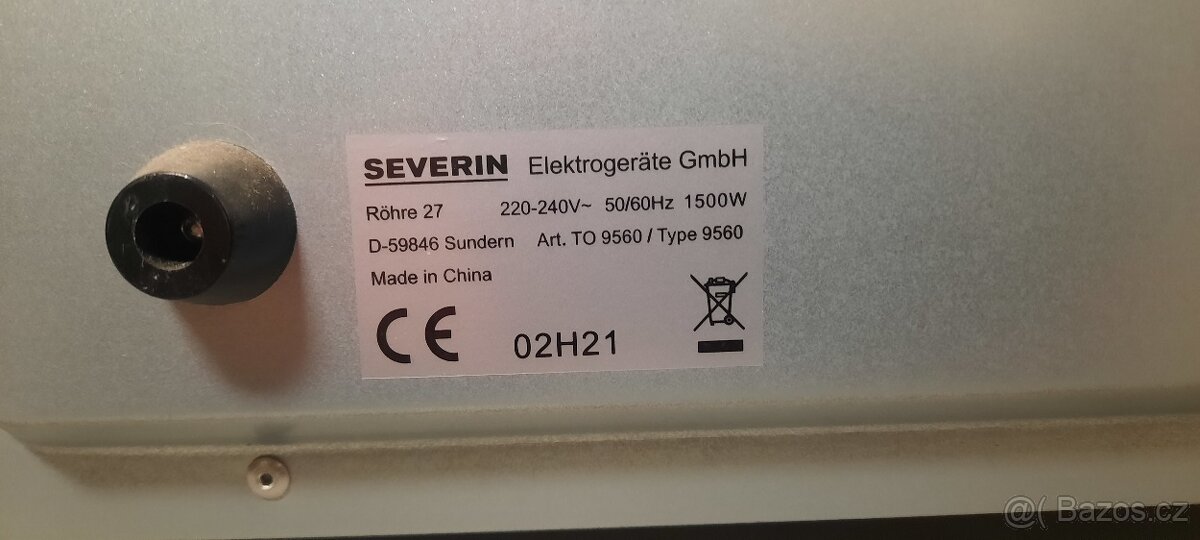 SEVERIN Elektrogeräte GmbH
Röhre 27 220-240V~ 50/60Hz 1500W
D-59846 Sundern Art. TO 9560 / Type 9560
Made in China
CE 02H21
@( Bazos.cz